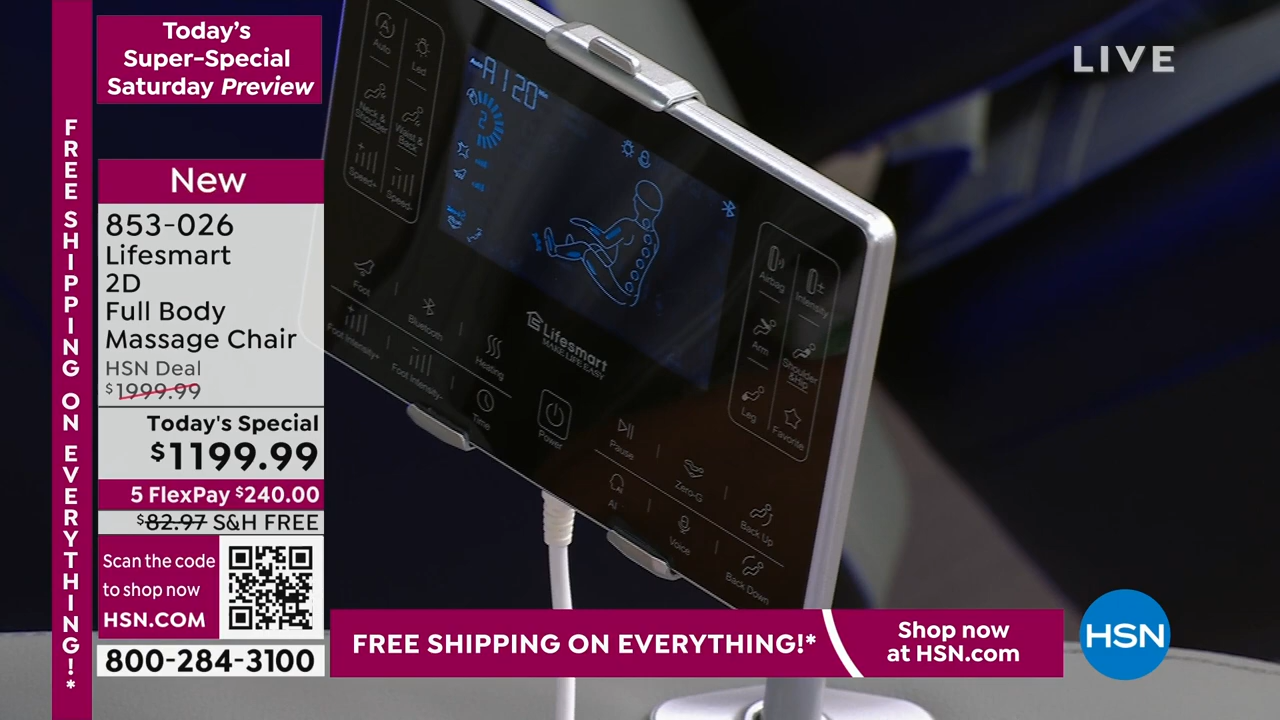 Today's
Super-Special
Saturday Preview
FREE SHIPPING ON EVERYTHING!*
New
853-026
Lifesmart
2D
Full Body
Massage Chair
HSN Deal
$1999.99
Today's Special
$1199.99
5 FlexPay $240.00
$82.97 S&H FREE
Scan the code
to shop now
HSN.COM
800-284-3100
LIVE
Auto
Led
Neck &
Shoulder
Waist &
Back
Speed+
Speed-
Auto A120 Min
2
Foot
Bluetooth
Heating
Foot Intensity+
Foot Intensity-
Time
Power
Lifesmart
MAKE LIFE EASY
Airbag
Intensity
Arm
Shoulder
&Hip
Leg
Favorite
Pause
Zero-G
Back Up
AI
Voice
Back Down
FREE SHIPPING ON EVERYTHING!*
Shop now
at HSN.com
HSN